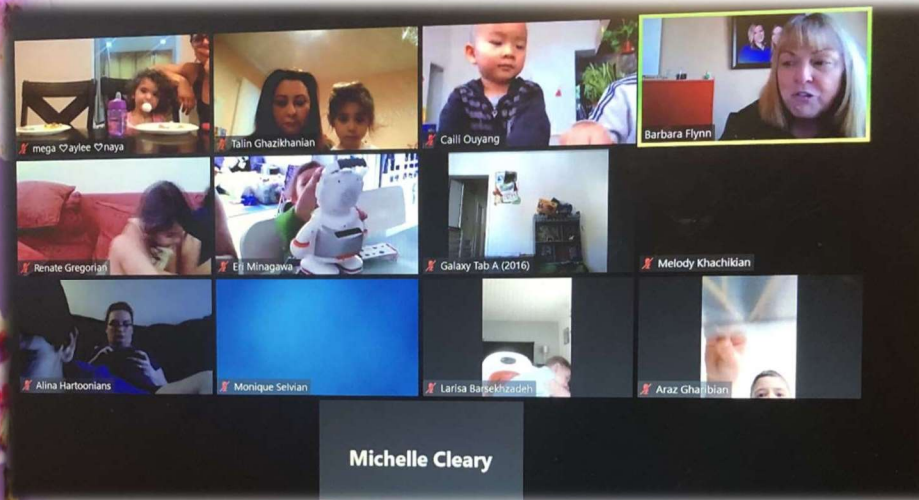 mega ♡aylee ♡naya
Talin Ghazikhanian
Caili Ouyang
Barbara Flynn
Renate Gregorian
Eri Minagawa
Galaxy Tab A (2016)
Melody Khachikian
Alina Hartoonians
Monique Selvian
Larisa Barsekhzadeh
Araz Gharibian
Michelle Cleary